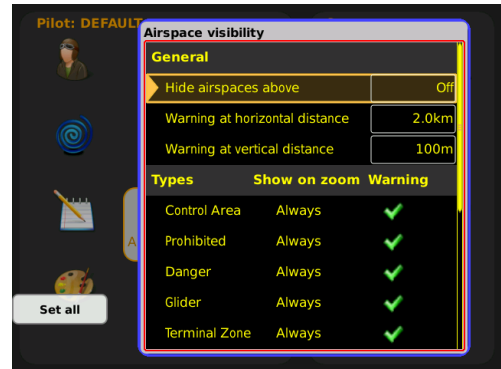 Pilot: DEFAULT
Airspace visibility
General
Hide airspaces above Off
Warning at horizontal distance 2.0km
Warning at vertical distance 100m
Types Show on zoom Warning
Control Area Always
Prohibited Always
A
Danger Always
Glider Always
Set all
Terminal Zone Always